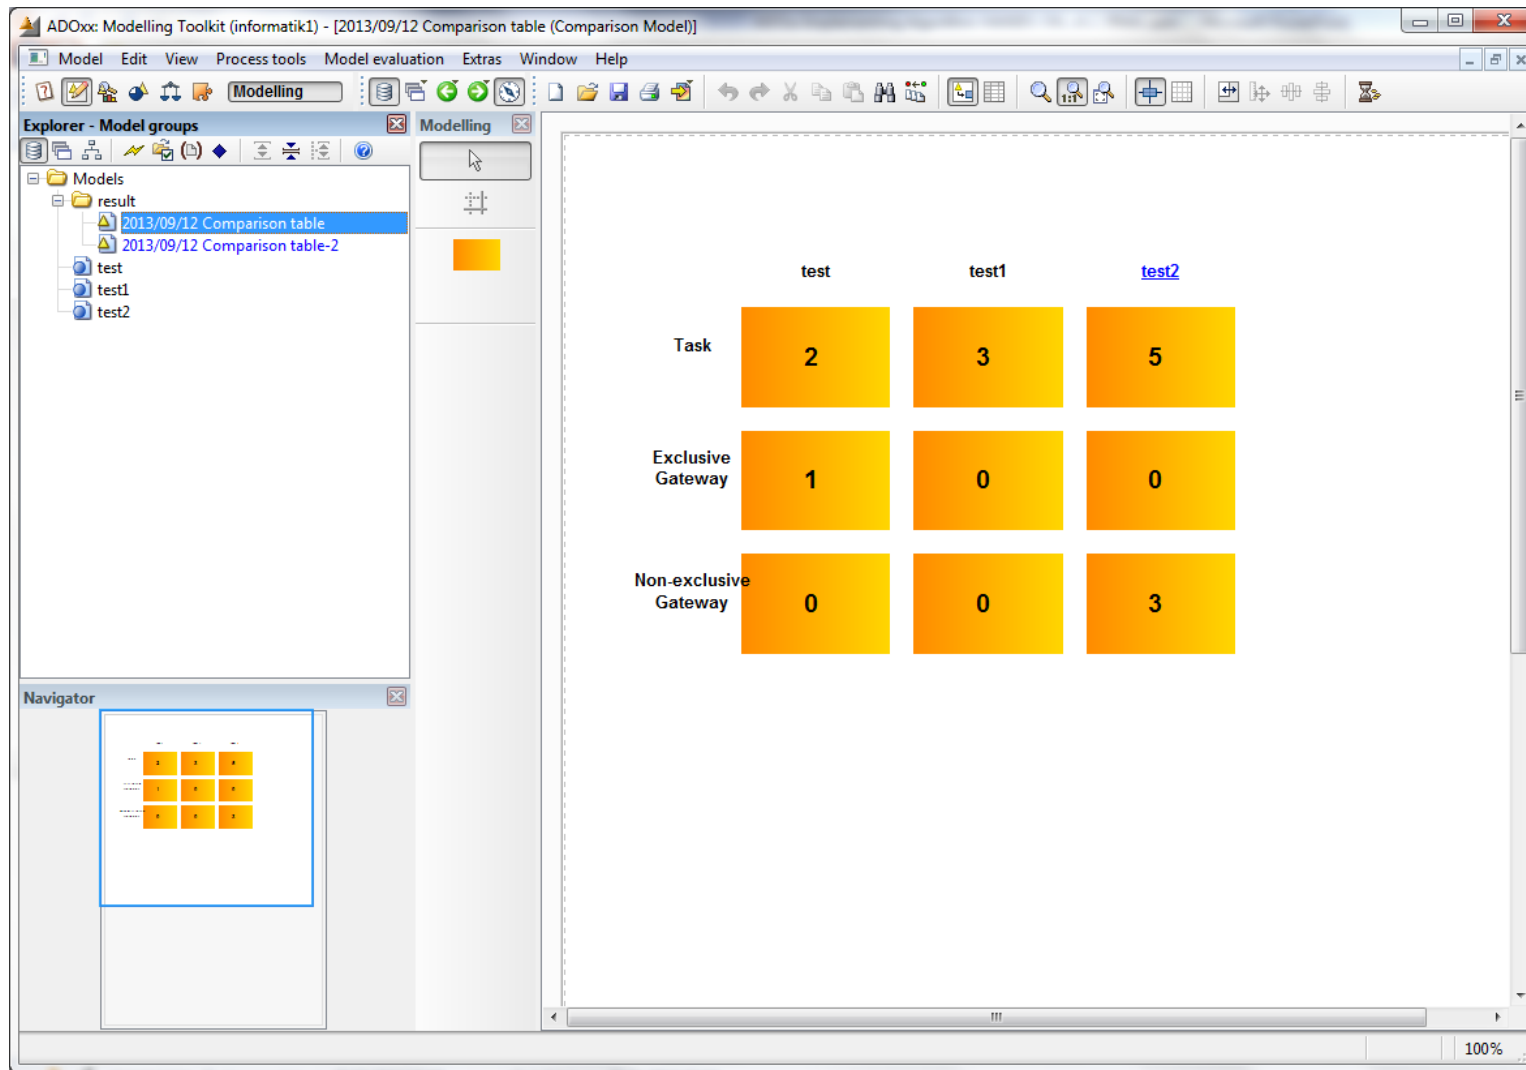 ADOxx: Modelling Toolkit (informatik1) - [2013/09/12 Comparison table (Comparison Model)]
Model Edit View Process tools Model evaluation Extras Window Help
Modelling
Explorer - Model groups
Modelling
Models
result
2013/09/12 Comparison table
2013/09/12 Comparison table-2
test
test1
test2
test test1 test2
Task 2 3 5
Exclusive
Gateway 1 0 0
Non-exclusive
Gateway 0 0 3
Navigator
100%